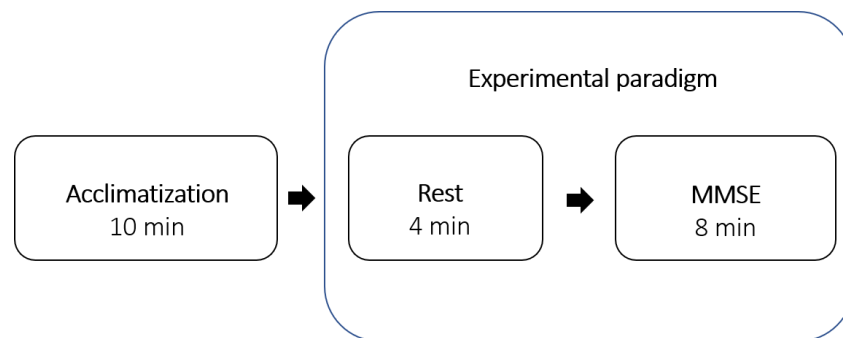 Experimental paradigm
Acclimatization
10 min
Rest
4 min
MMSE
8 min